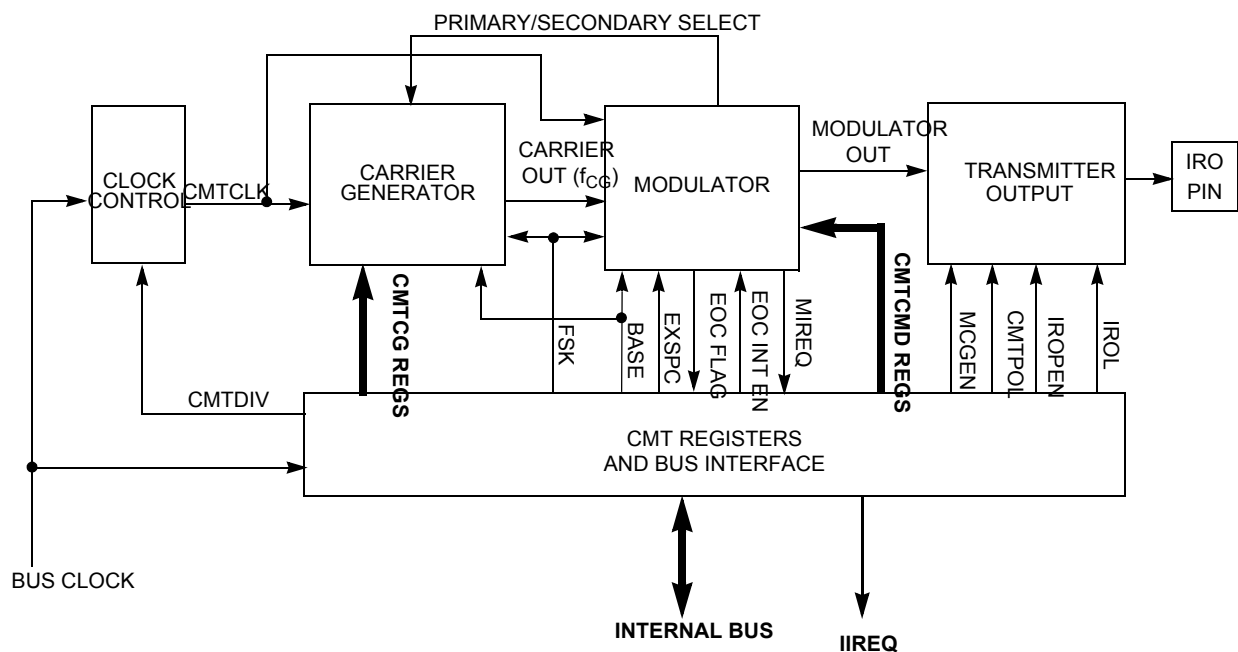 PRIMARY/SECONDARY SELECT
CLOCK
CONTROL
CMTCLK
CARRIER
GENERATOR
CARRIER
OUT (fCG)
MODULATOR
MODULATOR
OUT
TRANSMITTER
OUTPUT
IRO
PIN
CMTCG REGS
FSK
BASE
EXSPC
EOC FLAG
EOC INT EN
MIREQ
CMTCMD REGS
MCGEN
CMTPOL
IROPEN
IROL
CMTDIV
CMT REGISTERS
AND BUS INTERFACE
BUS CLOCK
INTERNAL BUS
IIREQ